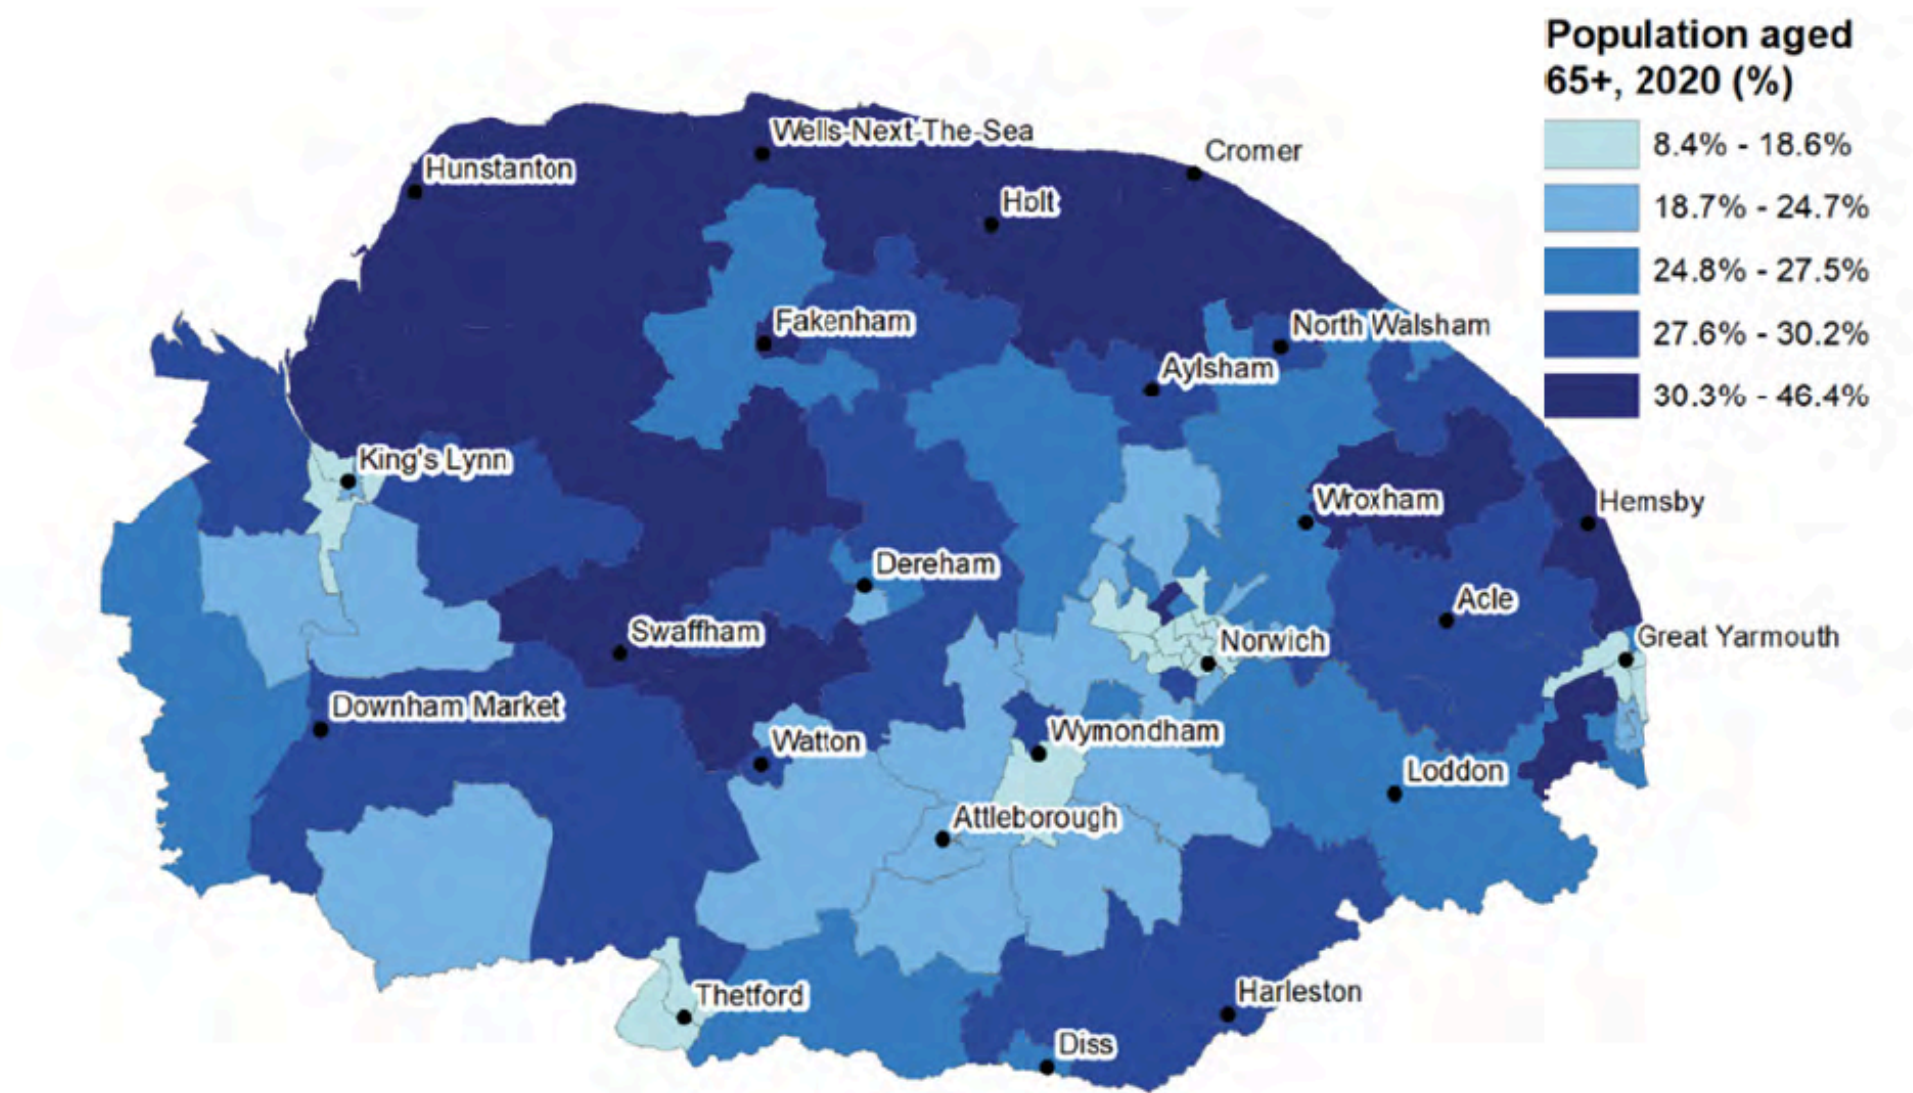 Population aged
65+, 2020 (%)
8.4% - 18.6%
18.7% - 24.7%
24.8% - 27.5%
27.6% - 30.2%
30.3% - 46.4%
Wells-Next-The-Sea
Cromer
Hunstanton
Holt
Fakenham
North Walsham
Aylsham
King's Lynn
Wroxham
Hemsby
Dereham
Acle
Swaffham
Norwich
Great Yarmouth
Downham Market
Watton
Wymondham
Loddon
Attleborough
Thetford
Harleston
Diss